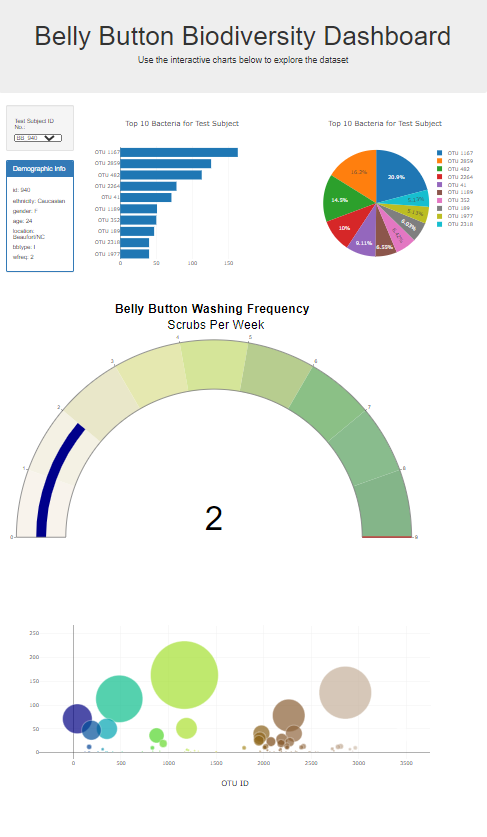 Belly Button Biodiversity Dashboard
Use the interactive charts below to explore the dataset
Test Subject ID
No.:
BB_940
Demographic Info
id: 940
ethnicity: Caucasian
gender: F
age: 24
location:
Beaufort/NC
bbtype: I
wfreq: 2
Top 10 Bacteria for Test Subject
OTU 1167
OTU 2859
OTU 482
OTU 2264
OTU 41
OTU 1189
OTU 352
OTU 189
OTU 2318
OTU 1977
0 50 100 150
Top 10 Bacteria for Test Subject
20.9%
16.2%
14.5%
10%
9.11%
6.55%
6.42%
6.03%
5.13%
5.13%
OTU 1167
OTU 2859
OTU 482
OTU 2264
OTU 41
OTU 1189
OTU 352
OTU 189
OTU 1977
OTU 2318
Belly Button Washing Frequency
Scrubs Per Week
0
1
2
3
4
5
6
7
8
9
2
250
200
150
100
50
0
0 500 1000 1500 2000 2500 3000 3500
OTU ID